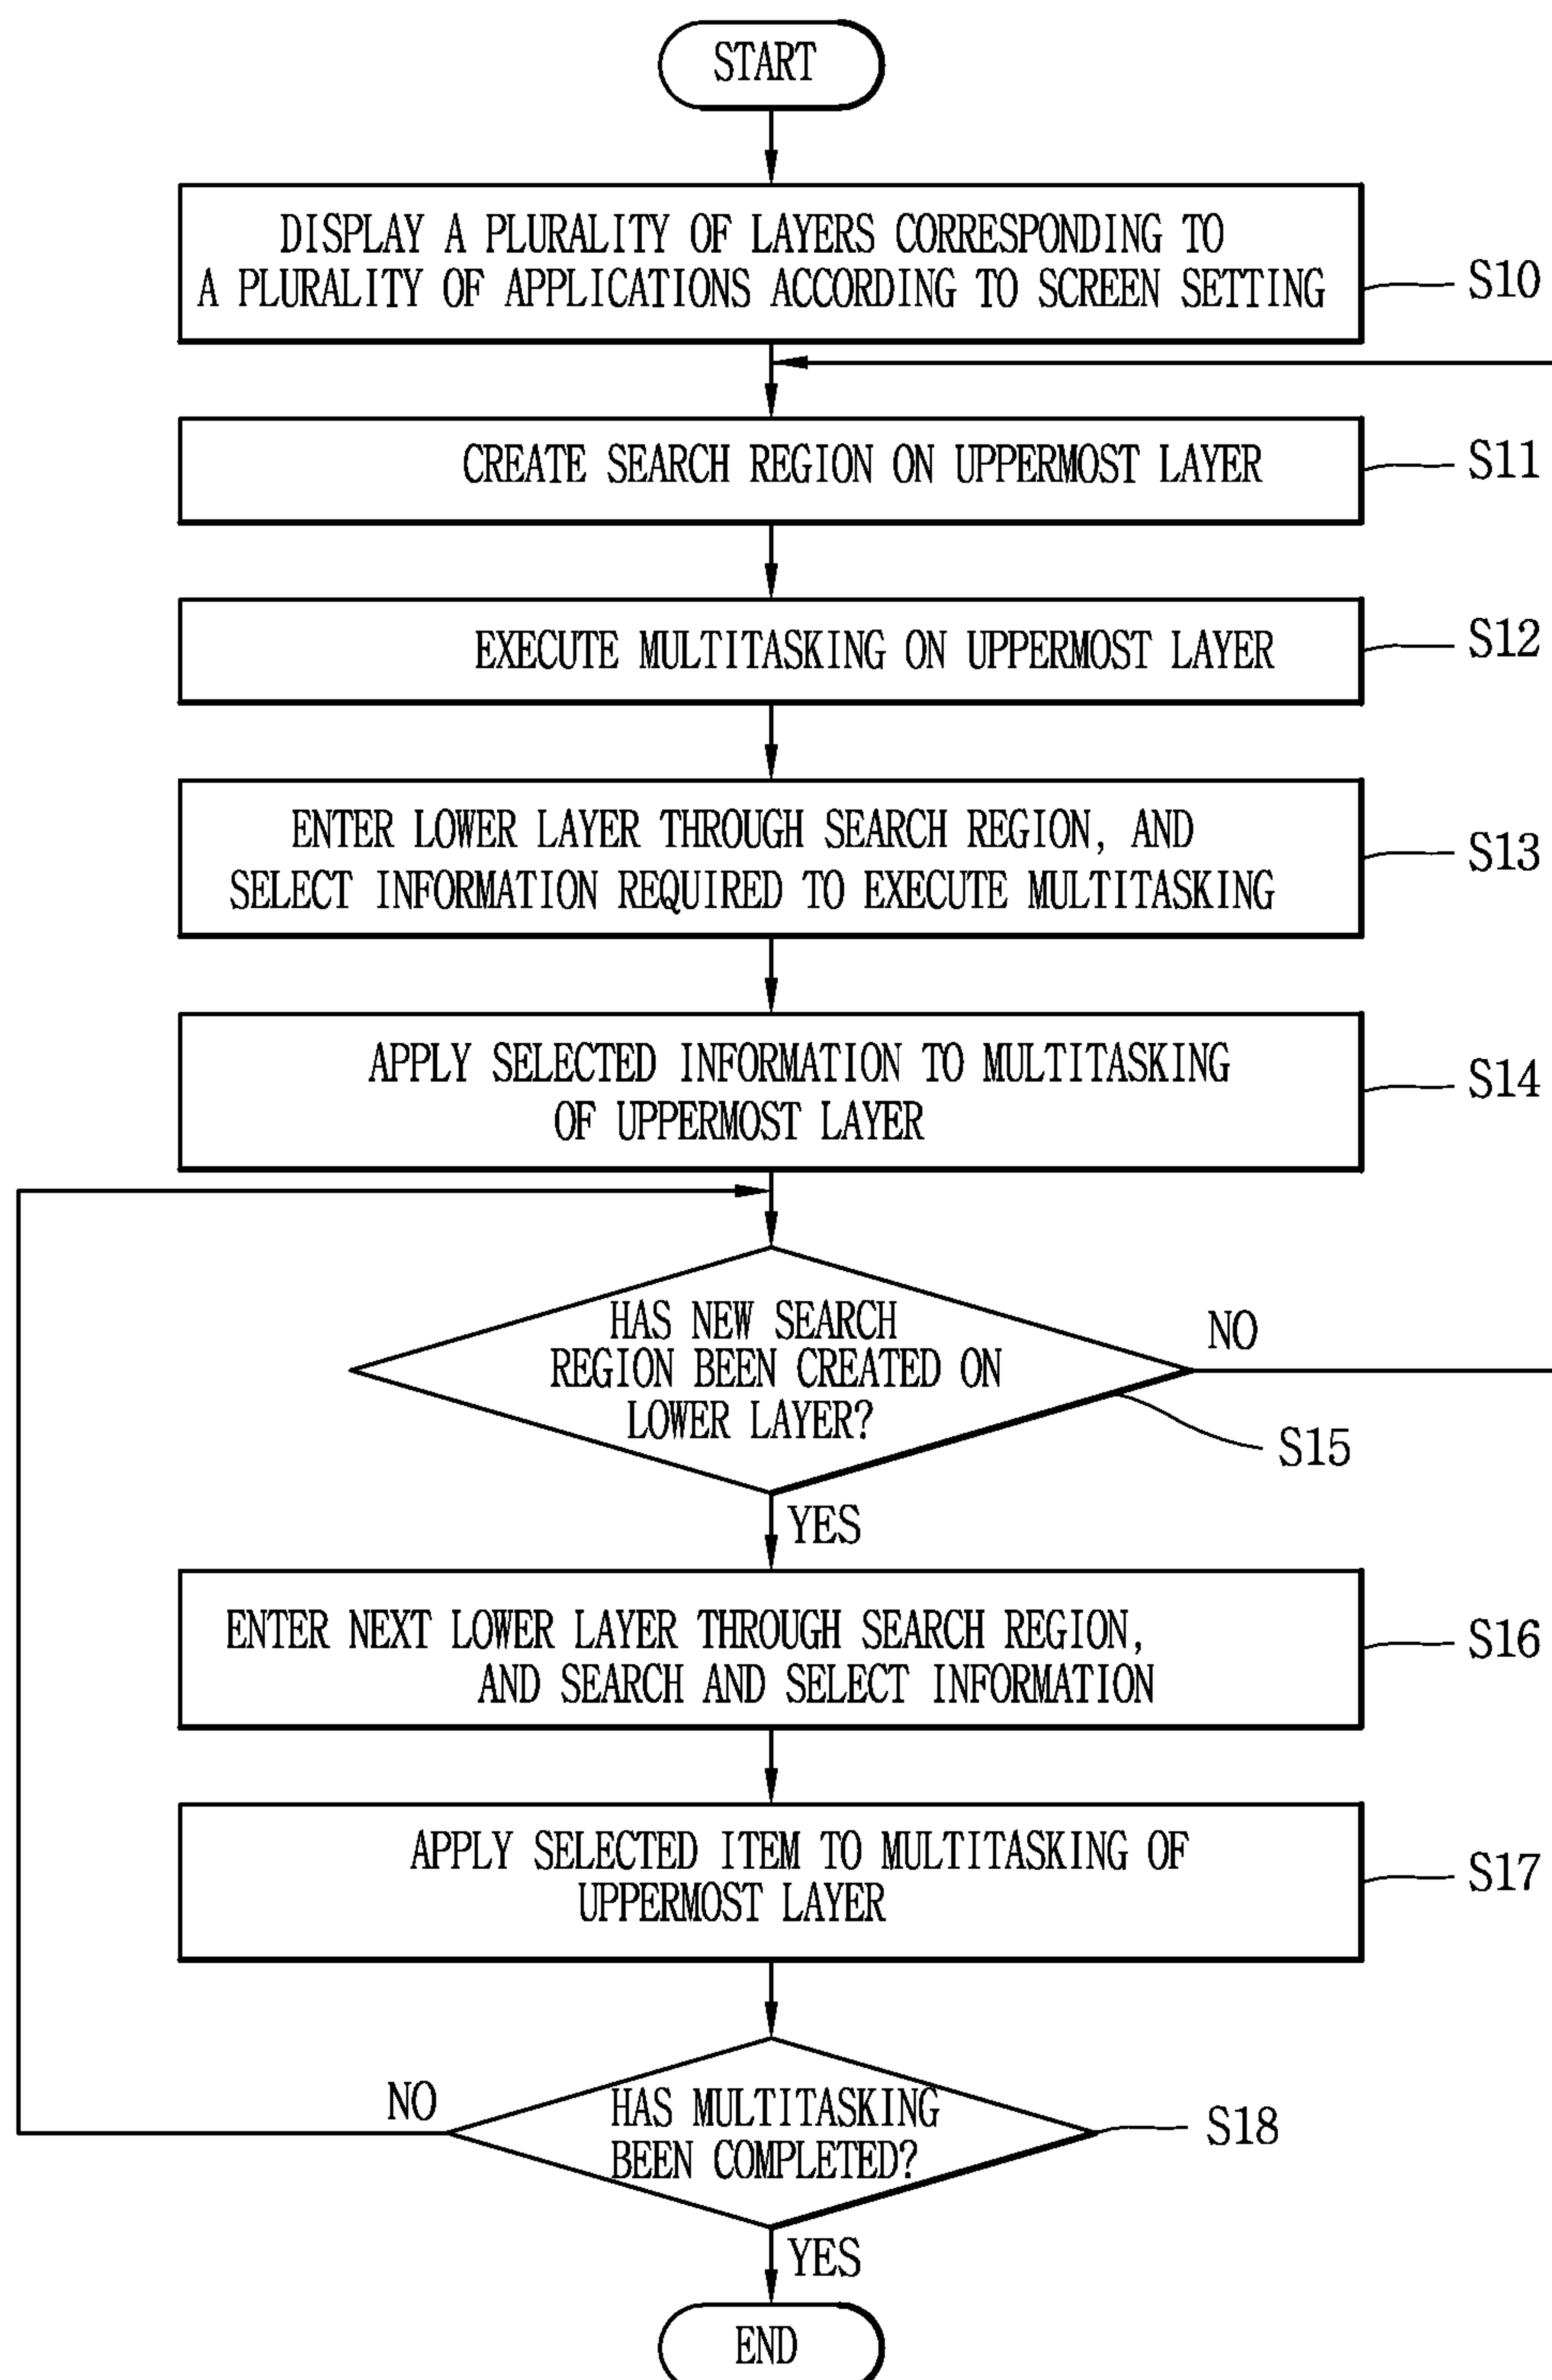 START
DISPLAY A PLURALITY OF LAYERS CORRESPONDING TO
A PLURALITY OF APPLICATIONS ACCORDING TO SCREEN SETTING
S10
CREATE SEARCH REGION ON UPPERMOST LAYER
S11
EXECUTE MULTITASKING ON UPPERMOST LAYER
S12
ENTER LOWER LAYER THROUGH SEARCH REGION, AND
SELECT INFORMATION REQUIRED TO EXECUTE MULTITASKING
S13
APPLY SELECTED INFORMATION TO MULTITASKING
OF UPPERMOST LAYER
S14
HAS NEW SEARCH
REGION BEEN CREATED ON
LOWER LAYER?
NO
S15
YES
ENTER NEXT LOWER LAYER THROUGH SEARCH REGION,
AND SEARCH AND SELECT INFORMATION
S16
APPLY SELECTED ITEM TO MULTITASKING OF
UPPERMOST LAYER
S17
NO
HAS MULTITASKING
BEEN COMPLETED?
S18
YES
END